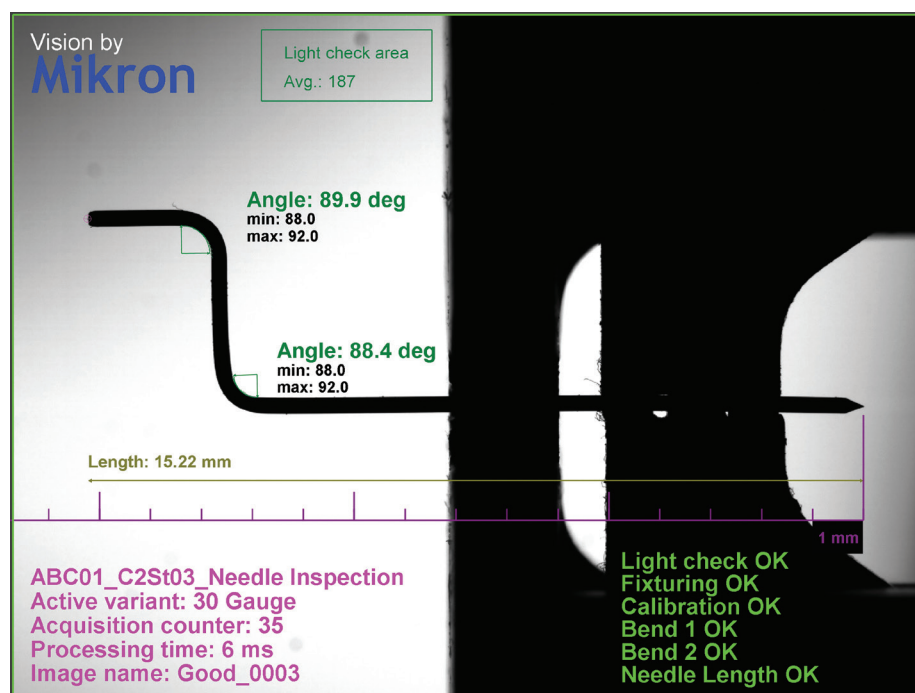 Vision by
Mikron
Light check area
Avg.: 187
Angle: 89.9 deg
min: 88.0
max: 92.0
Angle: 88.4 deg
min: 88.0
max: 92.0
Length: 15.22 mm
1 mm
ABC01_C2St03_Needle Inspection
Active variant: 30 Gauge
Acquisition counter: 35
Processing time: 6 ms
Image name: Good_0003
Light check OK
Fixturing OK
Calibration OK
Bend 1 OK
Bend 2 OK
Needle Length OK